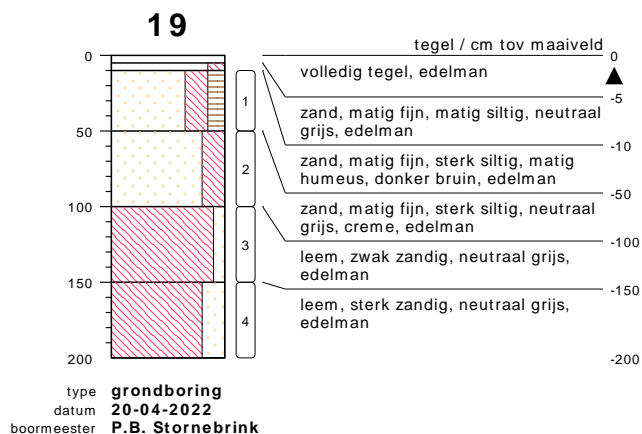 19
tegel / cm tov maaiveld
0
0
volledig tegel, edelman
-5
zand, matig fijn, matig siltig, neutraal
grijs, edelman
1
-10
50
zand, matig fijn, sterk siltig, matig
humeus, donker bruin, edelman
2
-50
zand, matig fijn, sterk siltig, neutraal
grijs, creme, edelman
100
3
-100
leem, zwak zandig, neutraal grijs,
edelman
150
-150
leem, sterk zandig, neutraal grijs,
edelman
4
200
-200
type grondboring
datum 20-04-2022
boormeester P.B. Stornebrink